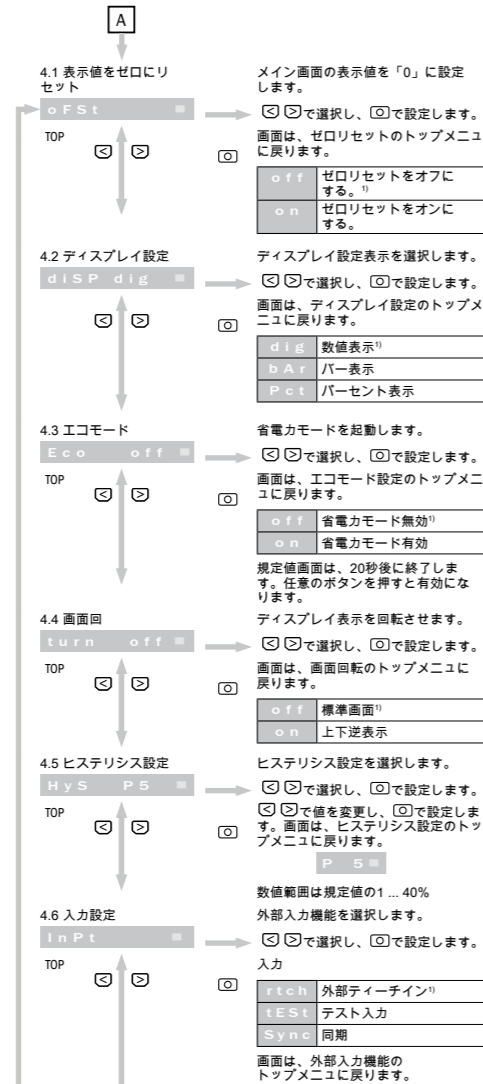 A
4.1 表示値をゼロにリ
セット
oFSt
TOP
< >
メイン画面の表示値を「0」に設定
します。
< >で選択し、Oで設定します。
画面は、ゼロリセットのトップメニュー
に戻ります。
off ゼロリセットをオフに
する。1)
on ゼロリセットをオンに
する。
4.2 ディスプレイ設定
diSP dig
< >
ディスプレイ設定表示を選択します。
< >で選択し、Oで設定します。
画面は、ディスプレイ設定のトップメ
ニュに戻ります。
dig 数値表示1)
bAr バー表示
Pct パーセント表示
4.3 エコモード
Eco off
TOP
< >
省電力モードを起動します。
< >で選択し、Oで設定します。
画面は、エコモード設定のトップメニ
ュに戻ります。
off 省電力モード無効1)
on 省電力モード有効
規定値画面は、20秒後に終了しま
す。任意のボタンを押すと有効にな
ります。
4.4 画面回
turn off
TOP
< >
ディスプレイ表示を回転させます。
< >で選択し、Oで設定します。
画面は、画面回転のトップメニュに
戻ります。
off 標準画面1)
on 上下逆表示
4.5 ヒステリシス設定
HyS P5
TOP
< >
ヒステリシス設定を選択します。
< >で選択し、Oで設定します。
< >で値を変更し、Oで設定しま
す。画面は、ヒステリシス設定のトッ
プメニュに戻ります。
P 5
数値範囲は規定値の1 ... 40%
4.6 入力設定
InPt
TOP
< >
外部入力機能を選択します。
< >で選択し、Oで設定します。
入力
rtch 外部ティーチイン1)
tESt テスト入力
Sync 同期
画面は、外部入力機能の
トップメニュに戻ります。